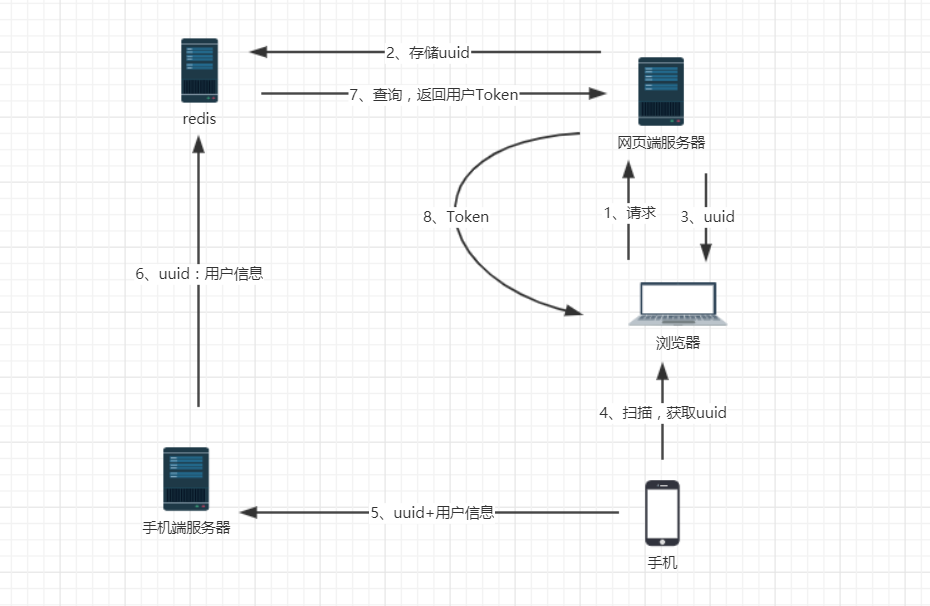 2、存储uuid
7、查询，返回用户Token
redis
网页端服务器
8、Token
1、请求
3、uuid
6、uuid：用户信息
浏览器
4、扫描，获取uuid
5、uuid+用户信息
手机端服务器
手机